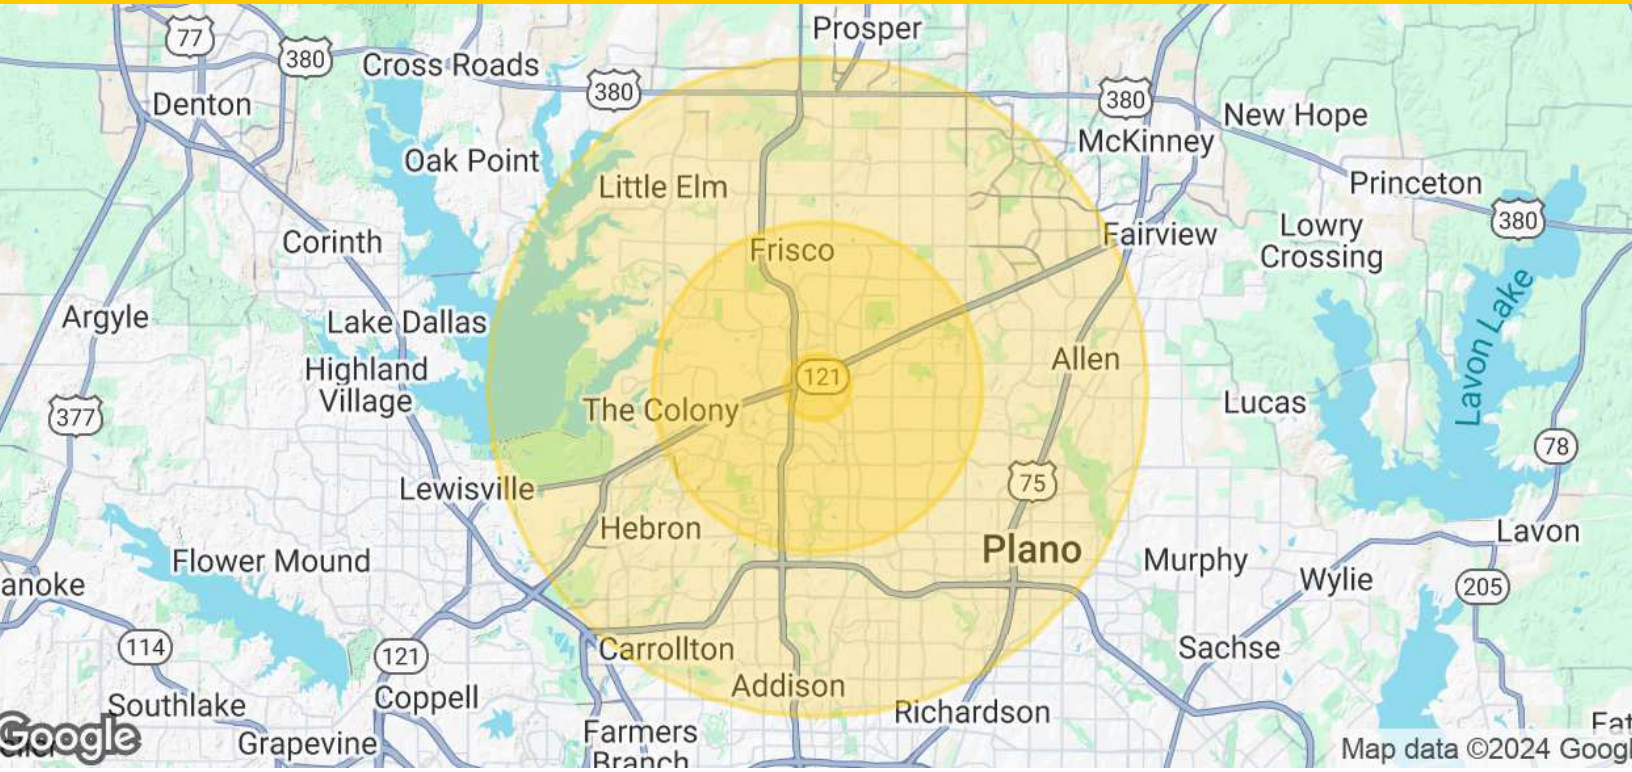 Prosper
77
380
Cross Roads
380
380
Denton
New Hope
McKinney
Oak Point
Little Elm
Princeton
380
Lowry
Crossing
Corinth
Frisco
Fairview
Argyle
Lake Dallas
Lavon Lake
Highland
Village
Allen
121
377
The Colony
Lucas
78
Lewisville
75
Hebron
Lavon
Plano
Flower Mound
Murphy
Wylie
anoke
205
114
121
Carrollton
Sachse
Addison
Coppell
Southlake
Richardson
Farmers
Branch
Grapevine
Google
Fat
Map data ©2024 Googl